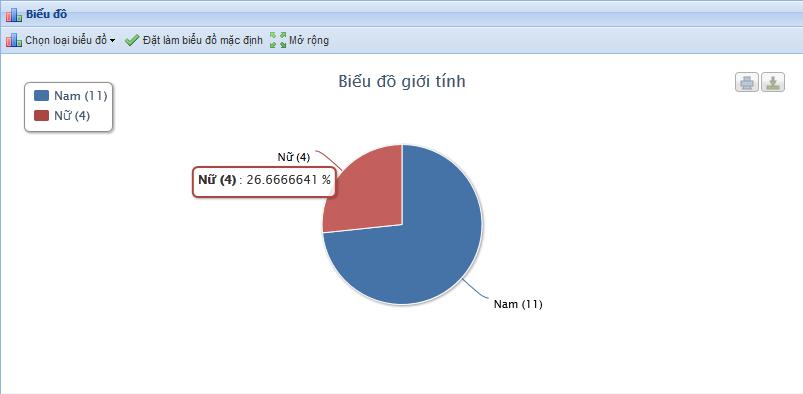 Biểu đồ
Chọn loại biểu đồ Đặt làm biểu đồ mặc định Mở rộng
Biểu đồ giới tính
Nam (11)
Nữ (4)
Nữ (4)
Nữ (4) : 26.6666641 %
Nam (11)